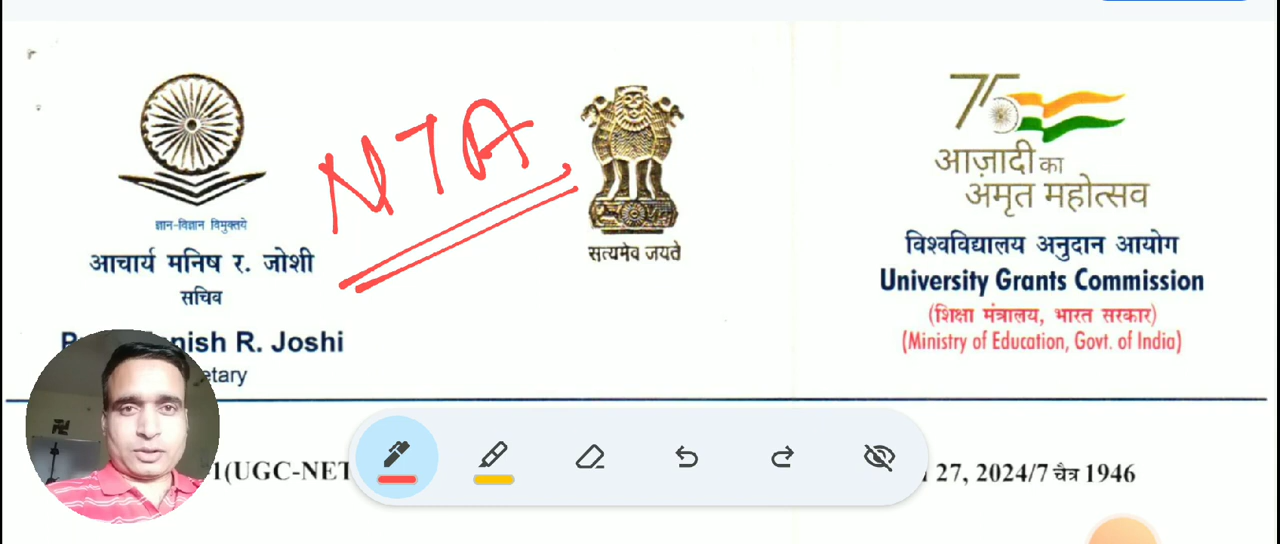 NTA
75
आज़ादी का
अमृत महोत्सव
ज्ञान-विज्ञान विमुक्तये
आचार्य मनिष र. जोशी
सचिव
nish R. Joshi
etary
सत्यमेव जयते
विश्वविद्यालय अनुदान आयोग
University Grants Commission
(शिक्षा मंत्रालय, भारत सरकार)
(Ministry of Education, Govt. of India)
1(UGC-NET
27, 2024/7 चैत्र 1946